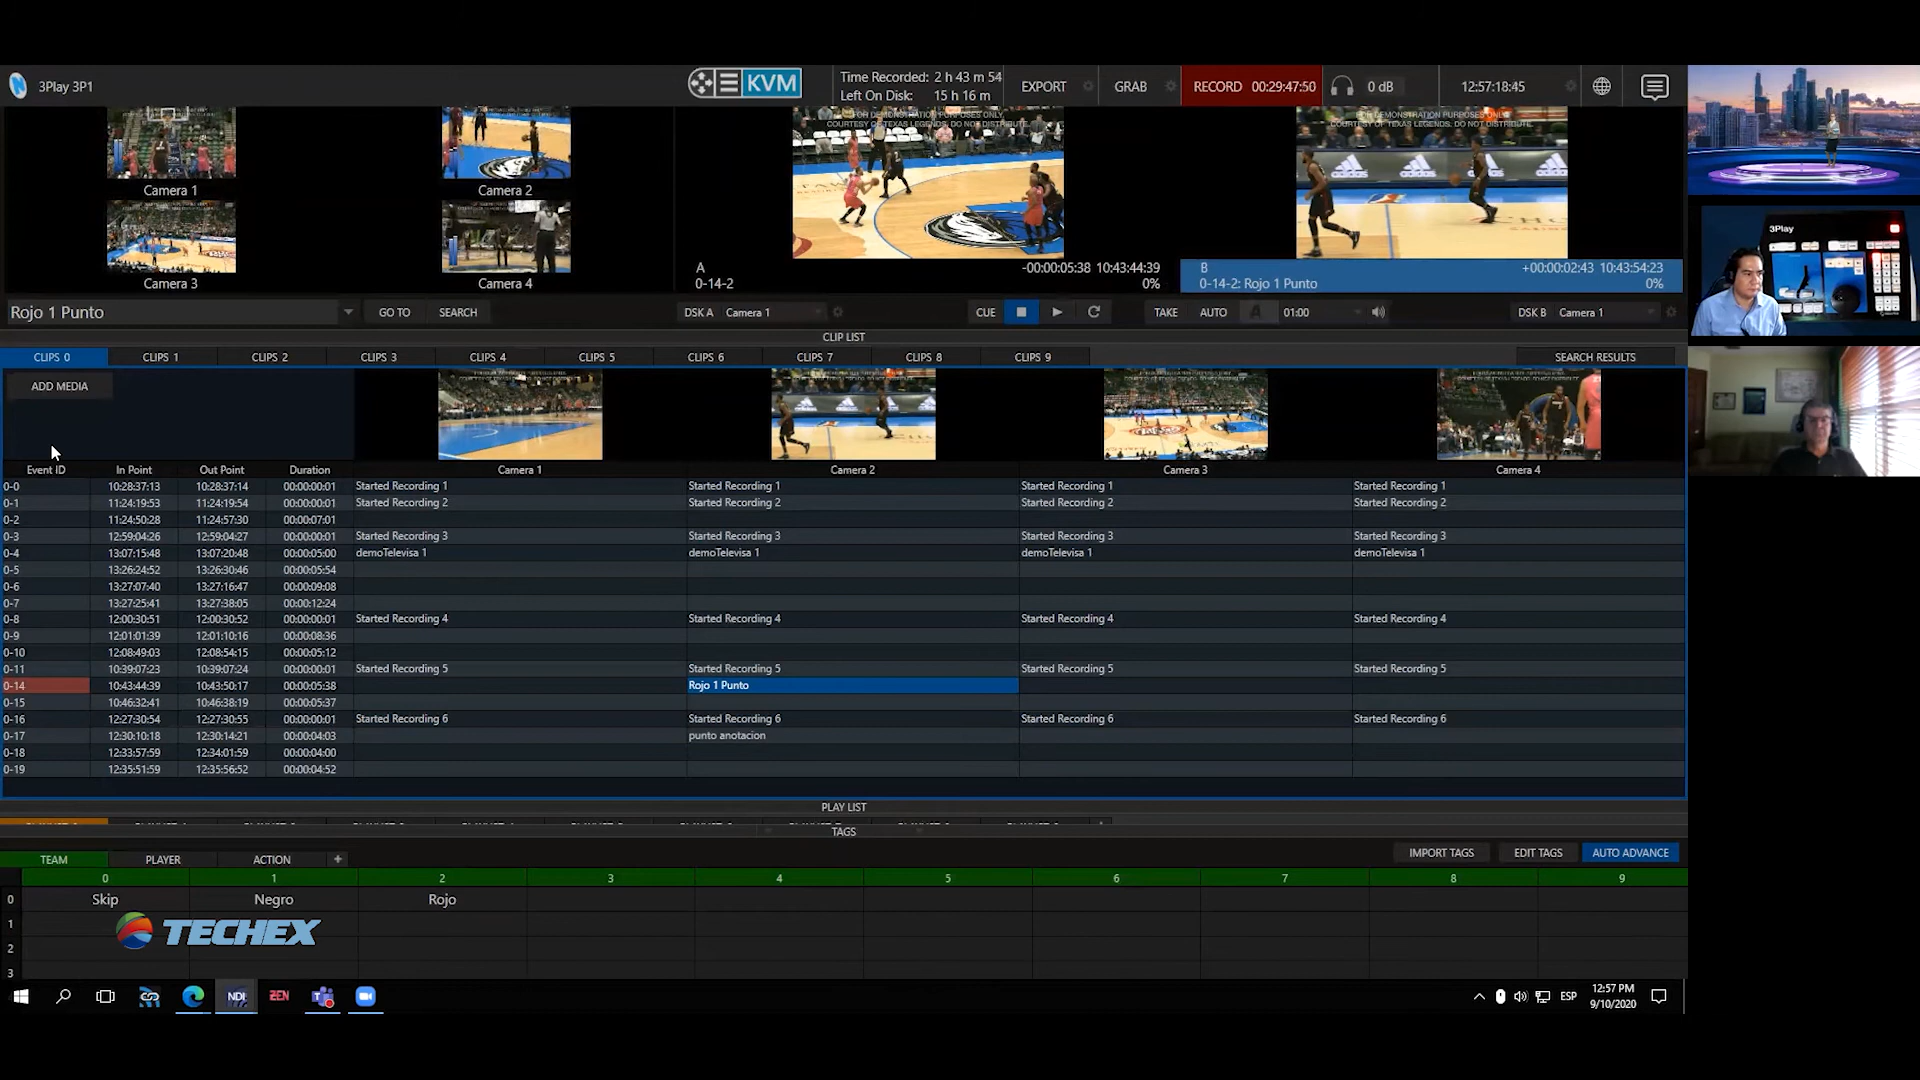 3Play 3P1
KVM
Time Recorded: 2 h 43 m 54
Left On Disk: 15 h 16 m
EXPORT
GRAB
RECORD 00:29:47:50
0 dB
12:57:18:45
Camera 1
Camera 2
Camera 3
Camera 4
FOR DEMONSTRATION PURPOSES ONLY.
COURTESY OF TEXAS LEGENDS. DO NOT DISTRIBUTE.
A -00:00:05:38 10:43:44:39
0-14-2 0%
FOR DEMONSTRATION PURPOSES ONLY.
COURTESY OF TEXAS LEGENDS. DO NOT DISTRIBUTE.
B +00:00:02:43 10:43:54:23
0-14-2: Rojo 1 Punto 0%
3Play
Rojo 1 Punto GO TO SEARCH DSK A Camera 1 CUE TAKE AUTO A 01:00 DSK B Camera 1
CLIP LIST
CLIPS 0 CLIPS 1 CLIPS 2 CLIPS 3 CLIPS 4 CLIPS 5 CLIPS 6 CLIPS 7 CLIPS 8 CLIPS 9 SEARCH RESULTS
ADD MEDIA
adidas
Event ID In Point Out Point Duration Camera 1 Camera 2 Camera 3 Camera 4
0-0 10:28:37:13 10:28:37:14 00:00:00:01 Started Recording 1 Started Recording 1 Started Recording 1 Started Recording 1
0-1 11:24:19:53 11:24:19:54 00:00:00:01 Started Recording 2 Started Recording 2 Started Recording 2 Started Recording 2
0-2 11:24:50:28 11:24:57:30 00:00:07:01
0-3 12:59:04:26 12:59:04:27 00:00:00:01 Started Recording 3 Started Recording 3 Started Recording 3 Started Recording 3
0-4 13:07:15:48 13:07:20:48 00:00:05:00 demoTelevisa 1 demoTelevisa 1 demoTelevisa 1 demoTelevisa 1
0-5 13:26:24:52 13:26:30:46 00:00:05:54
0-6 13:27:07:40 13:27:16:47 00:00:09:08
0-7 13:27:25:41 13:27:38:05 00:00:12:24
0-8 12:00:30:51 12:00:30:52 00:00:00:01 Started Recording 4 Started Recording 4 Started Recording 4 Started Recording 4
0-9 12:01:01:39 12:01:10:16 00:00:08:36
0-10 12:08:49:03 12:08:54:15 00:00:05:12
0-11 10:39:07:23 10:39:07:24 00:00:00:01 Started Recording 5 Started Recording 5 Started Recording 5 Started Recording 5
0-14 10:43:44:39 10:43:50:17 00:00:05:38 Rojo 1 Punto
0-15 10:46:32:41 10:46:38:19 00:00:05:37
0-16 12:27:30:54 12:27:30:55 00:00:00:01 Started Recording 6 Started Recording 6 Started Recording 6 Started Recording 6
0-17 12:30:10:18 12:30:14:21 00:00:04:03 punto anotacion
0-18 12:33:57:59 12:34:01:59 00:00:04:00
0-19 12:35:51:59 12:35:56:52 00:00:04:52
PLAY LIST
TAGS
TEAM PLAYER ACTION + IMPORT TAGS EDIT TAGS AUTO ADVANCE
0 1 2 3 4 5 6 7 8 9
0 Skip Negro Rojo
1
TECHEX
2
3
NDI ZEN ESP 12:57 PM
9/10/2020